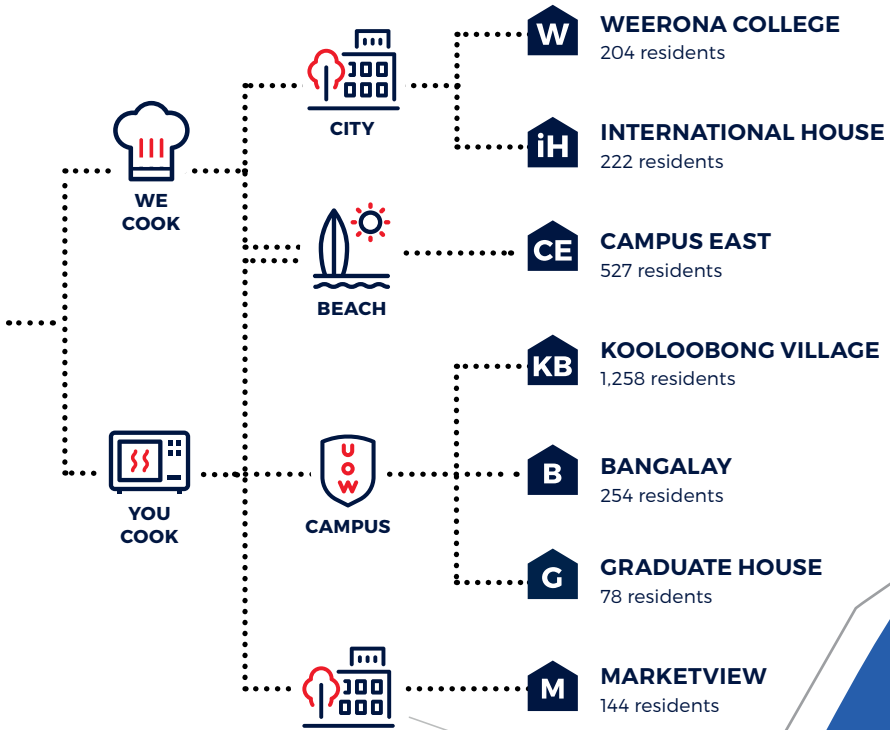 WE
COOK
YOU
COOK
CITY
BEACH
UOW
CAMPUS
W
WEERONA COLLEGE
204 residents
iH
INTERNATIONAL HOUSE
222 residents
CE
CAMPUS EAST
527 residents
KB
KOOLOOBONG VILLAGE
1,258 residents
B
BANGALAY
254 residents
G
GRADUATE HOUSE
78 residents
M
MARKETVIEW
144 residents